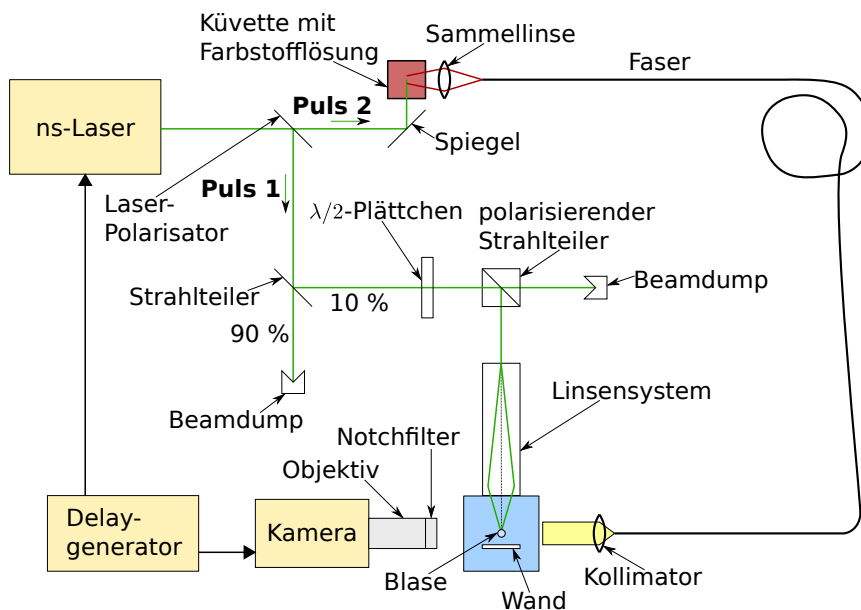 Küvette mit
Farbstofflösung
Sammellinse
Faser
ns-Laser
Puls 2
Spiegel
Laser-
Polarisator
Puls 1
λ/2-Plättchen
polarisierender
Strahlteiler
Strahlteiler
10 %
Beamdump
90 %
Beamdump
Linsensystem
Notchfilter
Objektiv
Delay-
generator
Kamera
Blase
Wand
Kollimator